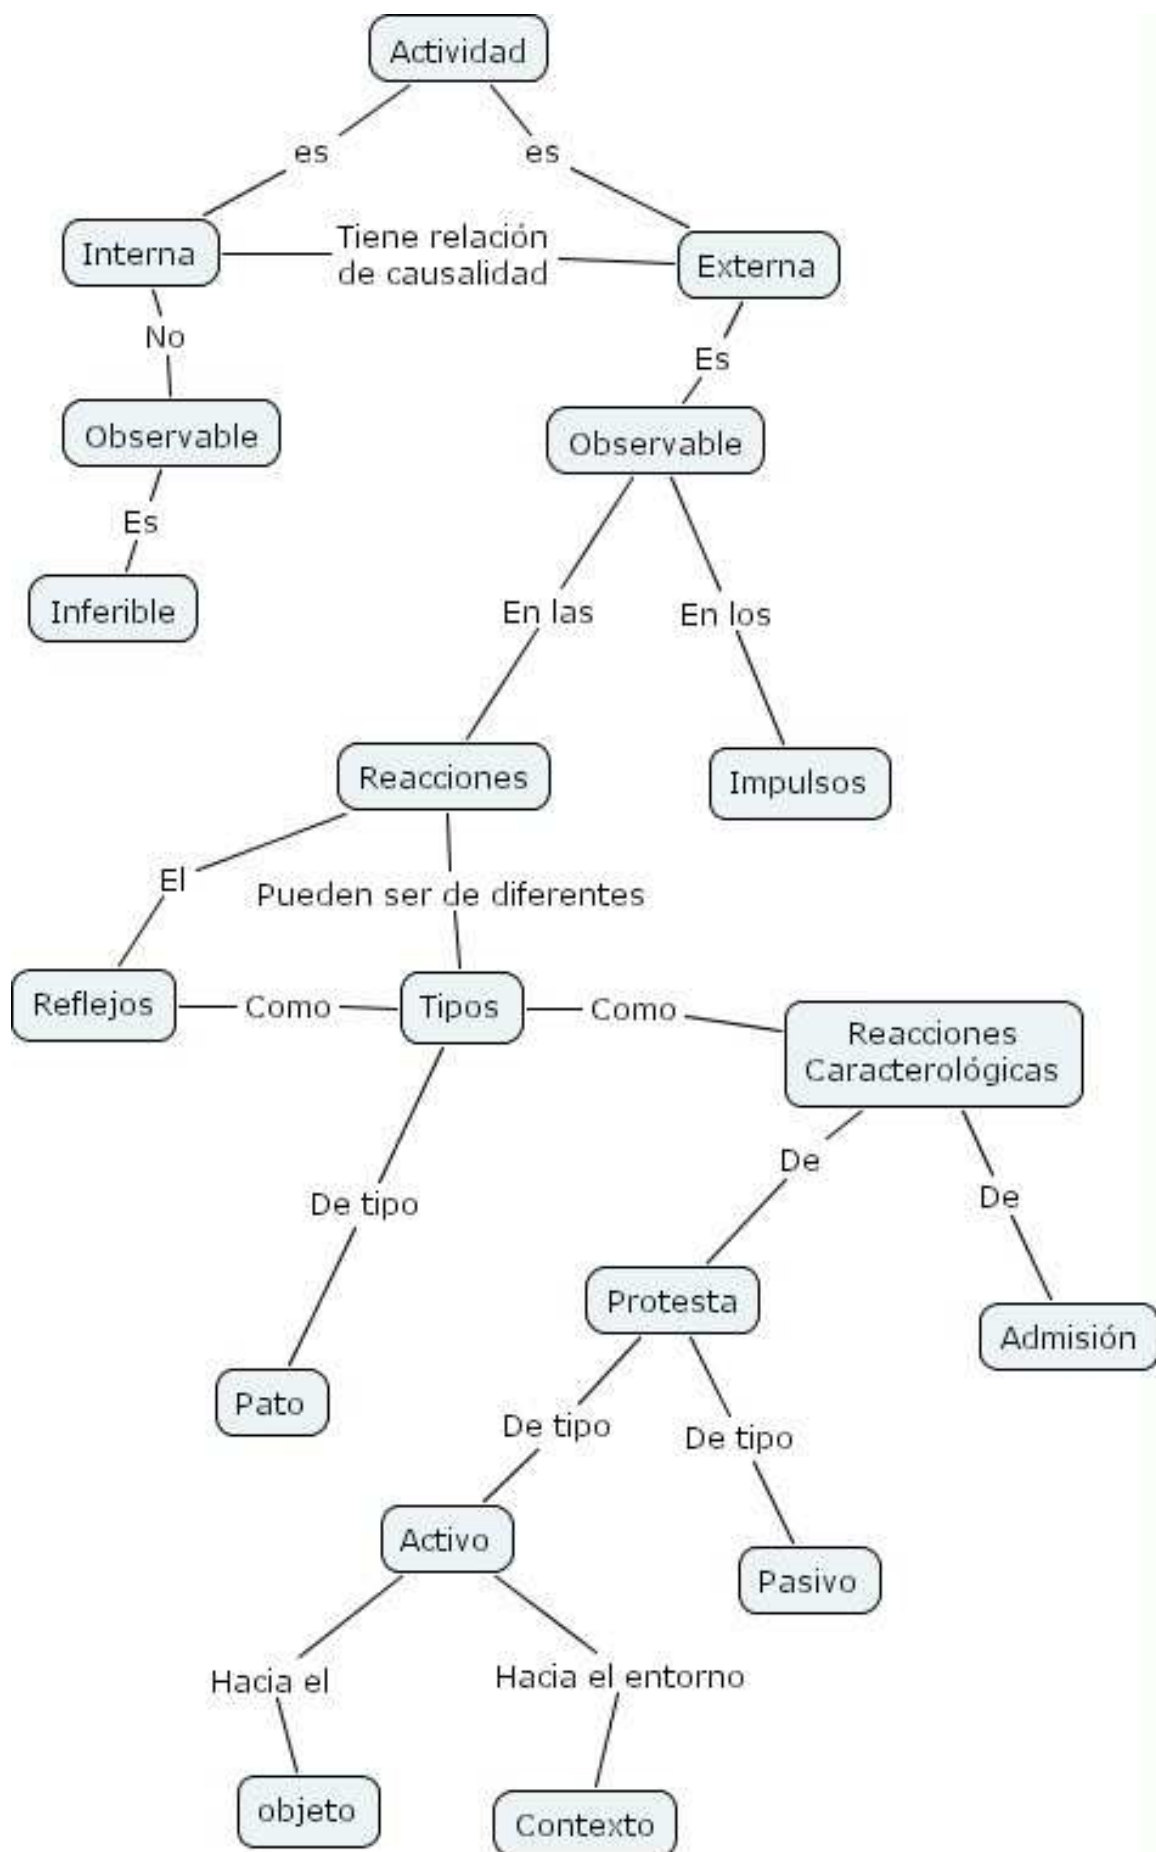 Actividad
es
es
Tiene relación
de causalidad
Interna
Externa
No
Es
Observable
Observable
Es
Inferible
En las
En los
Reacciones
Impulsos
El
Pueden ser de diferentes
Reflejos
Como
Tipos
Como
Reacciones
Caracterológicas
De
De
De tipo
Protesta
Admisión
Pato
De tipo
De tipo
Activo
Pasivo
Hacia el
Hacia el entorno
objeto
Contexto